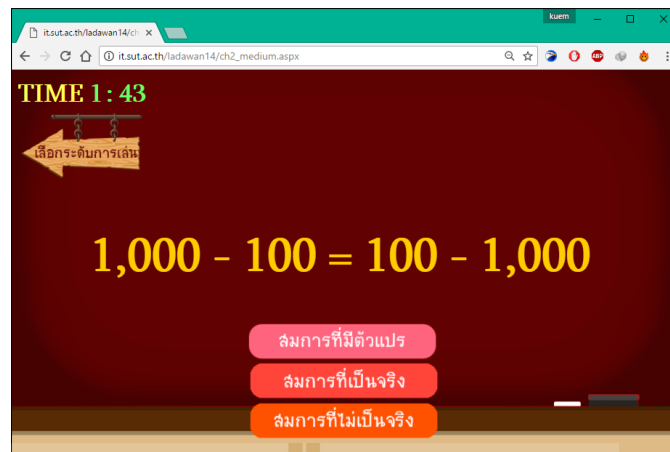 kuem
it.sut.ac.th/ladawan14/ch
it.sut.ac.th/ladawan14/ch2_medium.aspx
ABP
TIME 1 : 43
เลือกระดับการเล่น
1,000 - 100 = 100 - 1,000
สมการที่มีตัวแปร
สมการที่เป็นจริง
สมการที่ไม่เป็นจริง